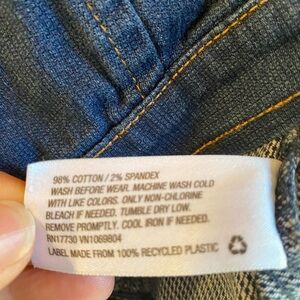 98% COTTON / 2% SPANDEX
WASH BEFORE WEAR. MACHINE WASH COLD
WITH LIKE COLORS. ONLY NON-CHLORINE
BLEACH IF NEEDED. TUMBLE DRY LOW.
REMOVE PROMPTLY. COOL IRON IF NEEDED.
RN17730 VN1069804
LABEL MADE FROM 100% RECYCLED PLASTIC